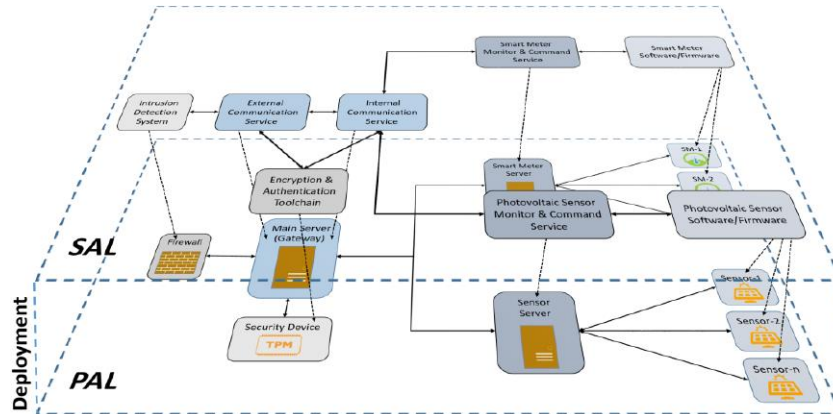 Smart Meter
Monitor & Command
Service
Smart Meter
Software/Firmware
Intrusion
Detection
System
External
Communication
Service
Internal
Communication
Service
SM-1
Smart Meter
Server
SM-2
Encryption &
Authentication
Toolchain
Photovoltaic Sensor
Monitor & Command
Service
Photovoltaic Sensor
Software/Firmware
Main Server
(Gateway)
SAL
Firewall
Sensor-1
Sensor
Server
Sensor-2
Security Device
TPM
Sensor-n
PAL
Deployment